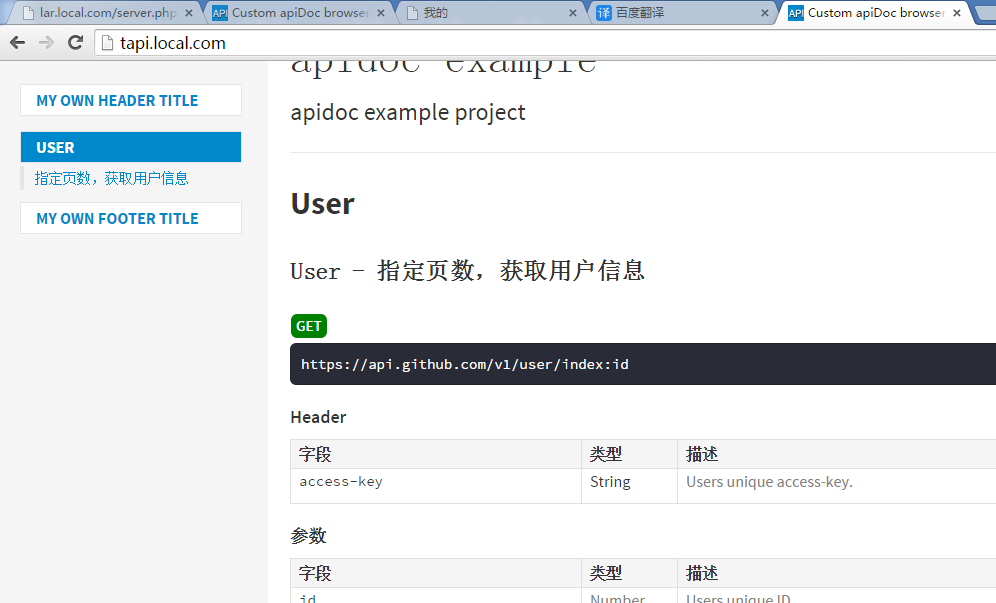 lar.local.com/server.php
API Custom apiDoc browser
我的
译 百度翻译
API Custom apiDoc browser
tapi.local.com
MY OWN HEADER TITLE
USER
指定页数，获取用户信息
MY OWN FOOTER TITLE
apidoc example
apidoc example project
User
User - 指定页数，获取用户信息
GET
https://api.github.com/v1/user/index:id
Header
字段 类型 描述
access-key String Users unique access-key.
参数
字段 类型 描述
id Number Users unique ID.